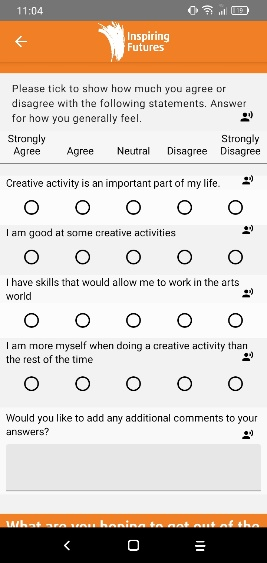 11:04
Inspiring
Futures
Please tick to show how much you agree or
disagree with the following statements. Answer
for how you generally feel.
Strongly Agree Agree Neutral Disagree Strongly Disagree
Creative activity is an important part of my life.
I am good at some creative activities
I have skills that would allow me to work in the arts
world
I am more myself when doing a creative activity than
the rest of the time
Would you like to add any additional comments to your
answers?
What are you hoping to get out of the